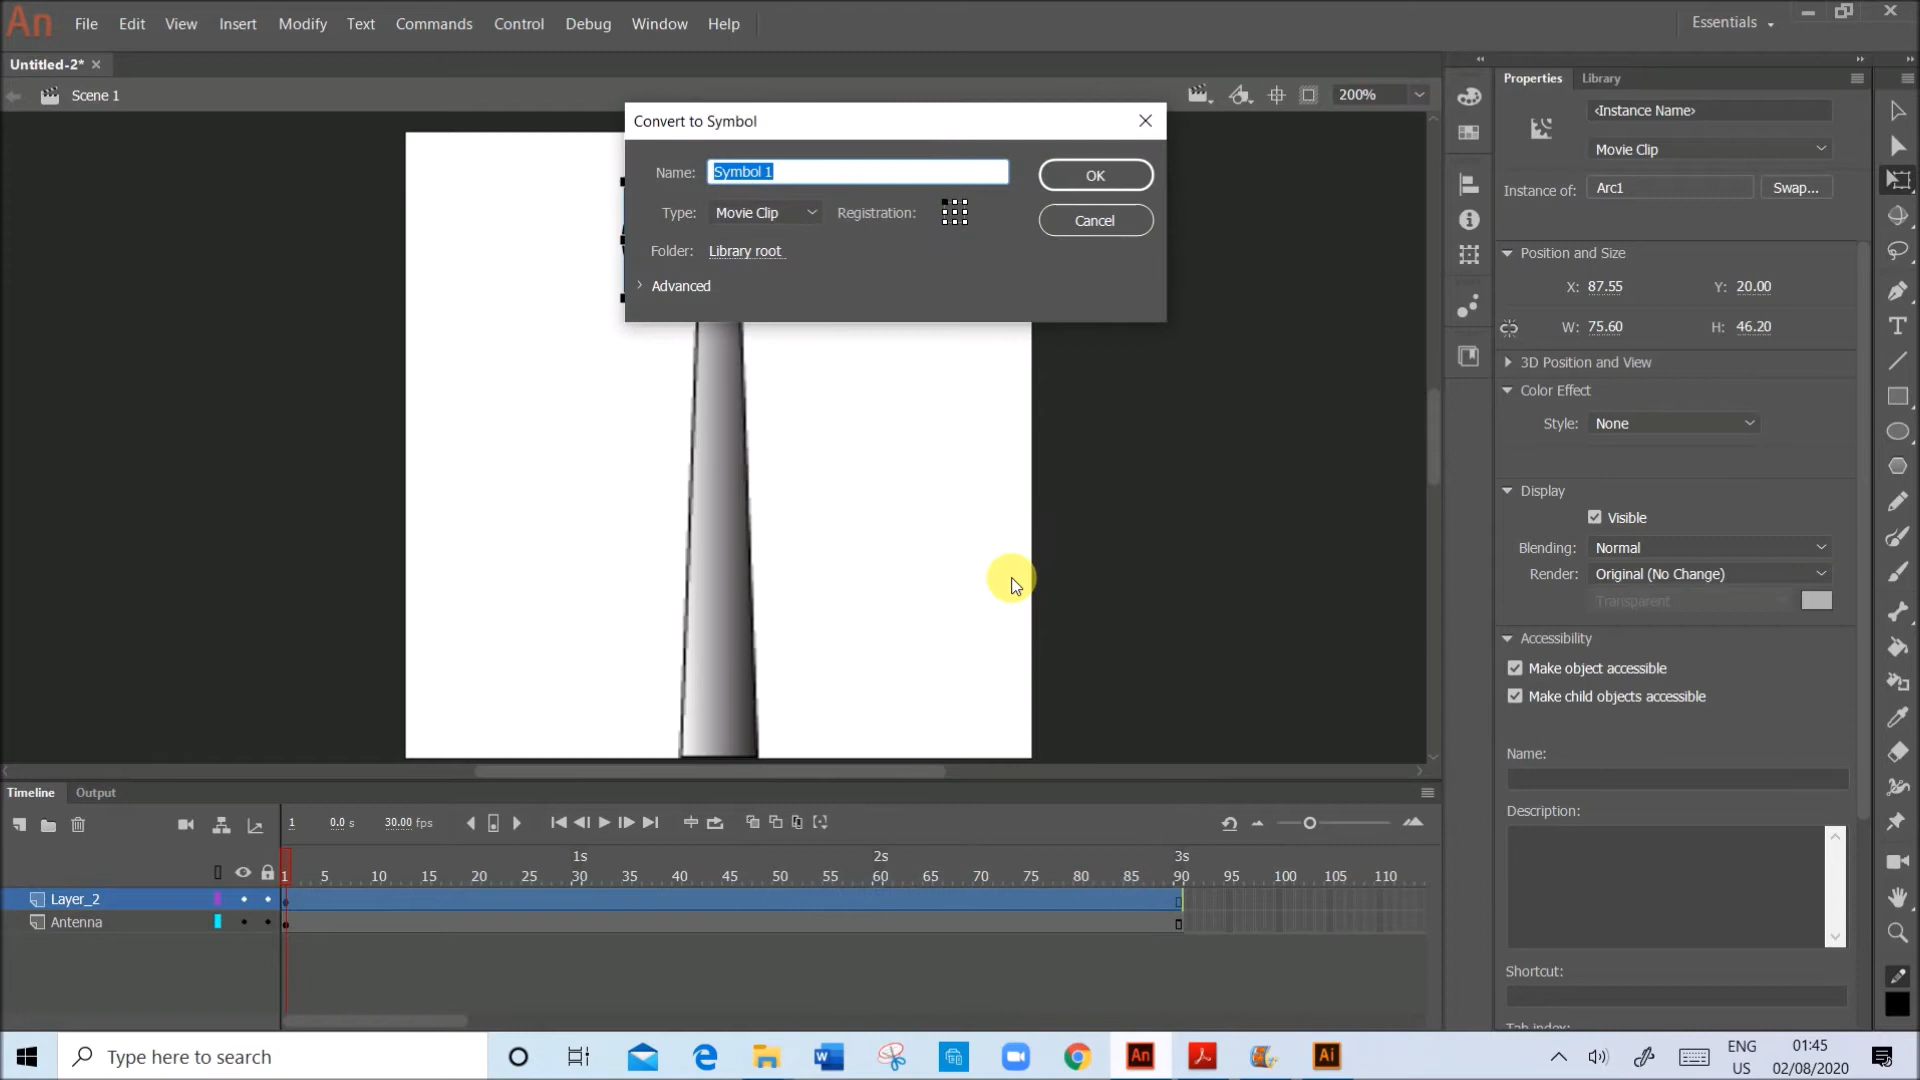 An File Edit View Insert Modify Text Commands Control Debug Window Help Essentials
Untitled-2*
Scene 1
200%
Convert to Symbol
Name: Symbol 1
OK
Type: Movie Clip Registration:
Cancel
Folder: Library root
Advanced
Properties Library
<Instance Name>
Movie Clip
Instance of: Arc1 Swap...
Position and Size
X: 87.55 Y: 20.00
W: 75.60 H: 46.20
3D Position and View
Color Effect
Style: None
Display
Visible
Blending: Normal
Render: Original (No Change)
Transparent
Accessibility
Make object accessible
Make child objects accessible
Name:
Description:
Shortcut:
Tab index:
Timeline Output
1 0.0 s 30.00 fps
1s 2s 3s
1 5 10 15 20 25 30 35 40 45 50 55 60 65 70 75 80 85 90 95 100 105 110
Layer_2
Antenna
Type here to search
An Ai
ENG
US
01:45
02/08/2020